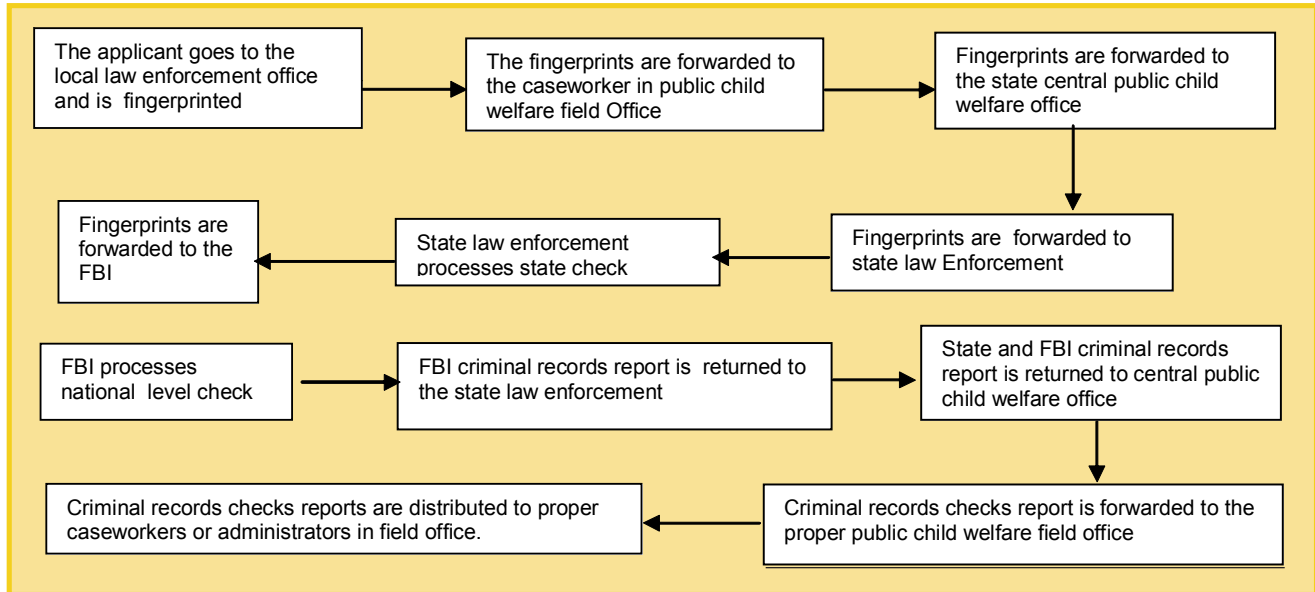 The applicant goes to the
local law enforcement office
and is fingerprinted
The fingerprints are forwarded to
the caseworker in public child
welfare field Office
Fingerprints are forwarded to
the state central public child
welfare office
Fingerprints are forwarded to
state law Enforcement
State law enforcement
processes state check
Fingerprints are
forwarded to the
FBI
FBI processes
national level check
FBI criminal records report is returned to
the state law enforcement
State and FBI criminal records
report is returned to central public
child welfare office
Criminal records checks report is forwarded to the
proper public child welfare field office
Criminal records checks reports are distributed to proper
caseworkers or administrators in field office.